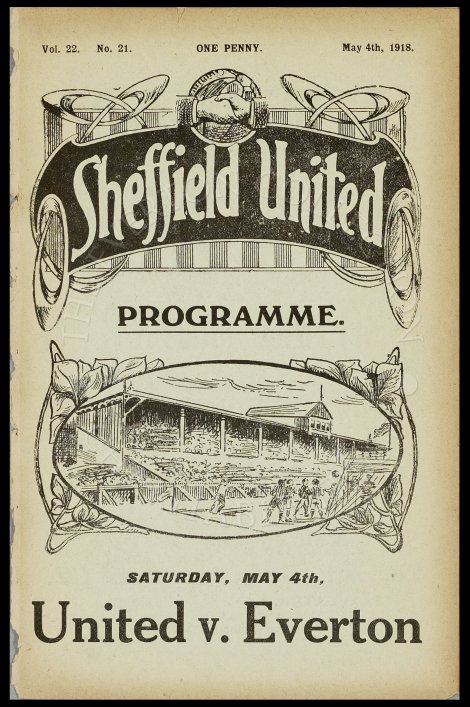 Vol. 22. No. 21. ONE PENNY. May 4th, 1918.
Sheffield United
PROGRAMME.
SATURDAY, MAY 4th,
United v. Everton